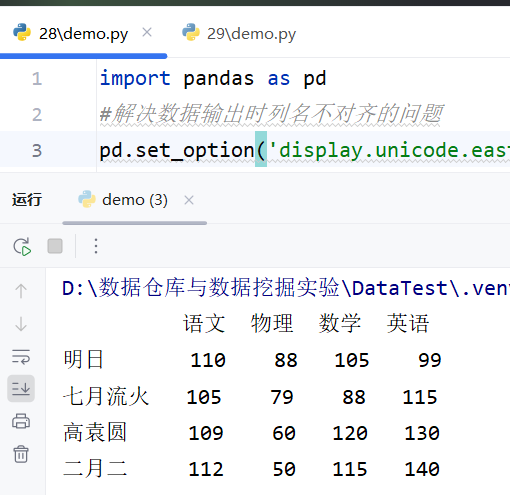 28\demo.py × 29\demo.py
1 import pandas as pd
2 #解决数据输出时列名不对齐的问题
3 pd.set_option('display.unicode.east
运行 demo (3) ×
D:\数据仓库与数据挖掘实验\DataTest\.ven
语文 物理 数学 英语
明日 110 88 105 99
七月流火 105 79 88 115
高袁圆 109 60 120 130
二月二 112 50 115 140